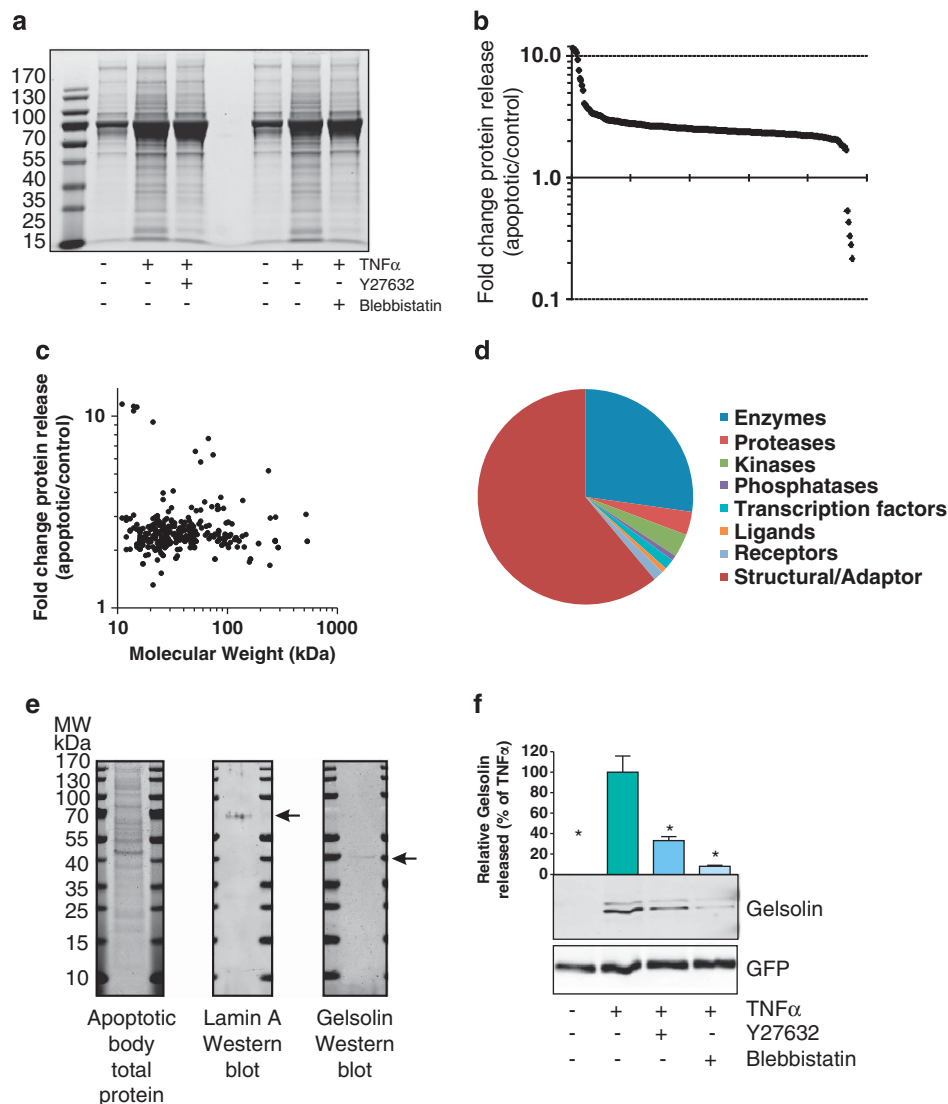 a
170
130
100
70
55
40
35
25
15
- + + - + + TNFα
- - + - - - Y27632
- - - - - + Blebbistatin
b
Fold change protein release
(apoptotic/control)
10.0
1.0
0.1
c
Fold change protein release
(apoptotic/control)
10
1
10 100 1000
Molecular Weight (kDa)
d
Enzymes
Proteases
Kinases
Phosphatases
Transcription factors
Ligands
Receptors
Structural/Adaptor
e
MW
kDa
170
130
100
70
55
40
35
25
15
10
Apoptotic
body
total
protein
Lamin A
Western
blot
Gelsolin
Western
blot
f
Relative Gelsolin
released (% of TNFα)
120
100
80
60
40
20
0
* * *
Gelsolin
GFP
- + + + TNFα
- - + - Y27632
- - - + Blebbistatin